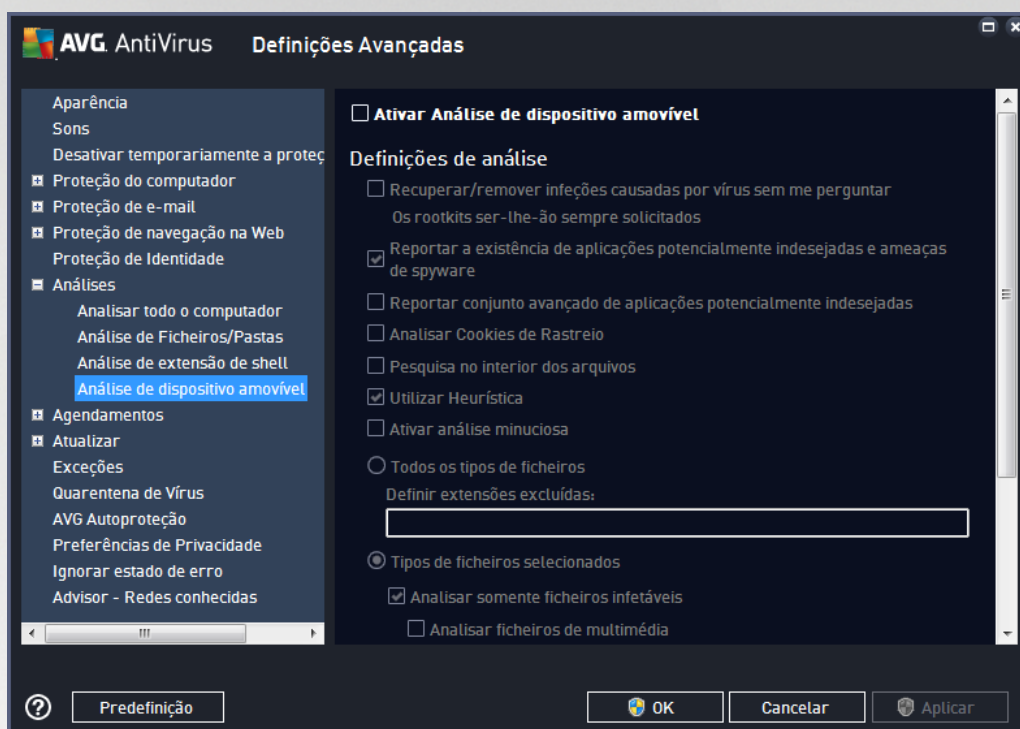 AVG. AntiVirus Definições Avançadas
Aparência
Sons
Desativar temporariamente a proteç
Proteção do computador
Proteção de e-mail
Proteção de navegação na Web
Proteção de Identidade
Análises
Analisar todo o computador
Análise de Ficheiros/Pastas
Análise de extensão de shell
Análise de dispositivo amovível
Agendamentos
Atualizar
Exceções
Quarentena de Vírus
AVG Autoproteção
Preferências de Privacidade
Ignorar estado de erro
Advisor - Redes conhecidas
Ativar Análise de dispositivo amovível
Definições de análise
Recuperar/remover infeções causadas por vírus sem me perguntar
Os rootkits ser-lhe-ão sempre solicitados
Reportar a existência de aplicações potencialmente indesejadas e ameaças
de spyware
Reportar conjunto avançado de aplicações potencialmente indesejadas
Analisar Cookies de Rastreio
Pesquisa no interior dos arquivos
Utilizar Heurística
Ativar análise minuciosa
Todos os tipos de ficheiros
Definir extensões excluídas:
Tipos de ficheiros selecionados
Analisar somente ficheiros infetáveis
Analisar ficheiros de multimédia
Predefinição
OK
Cancelar
Aplicar